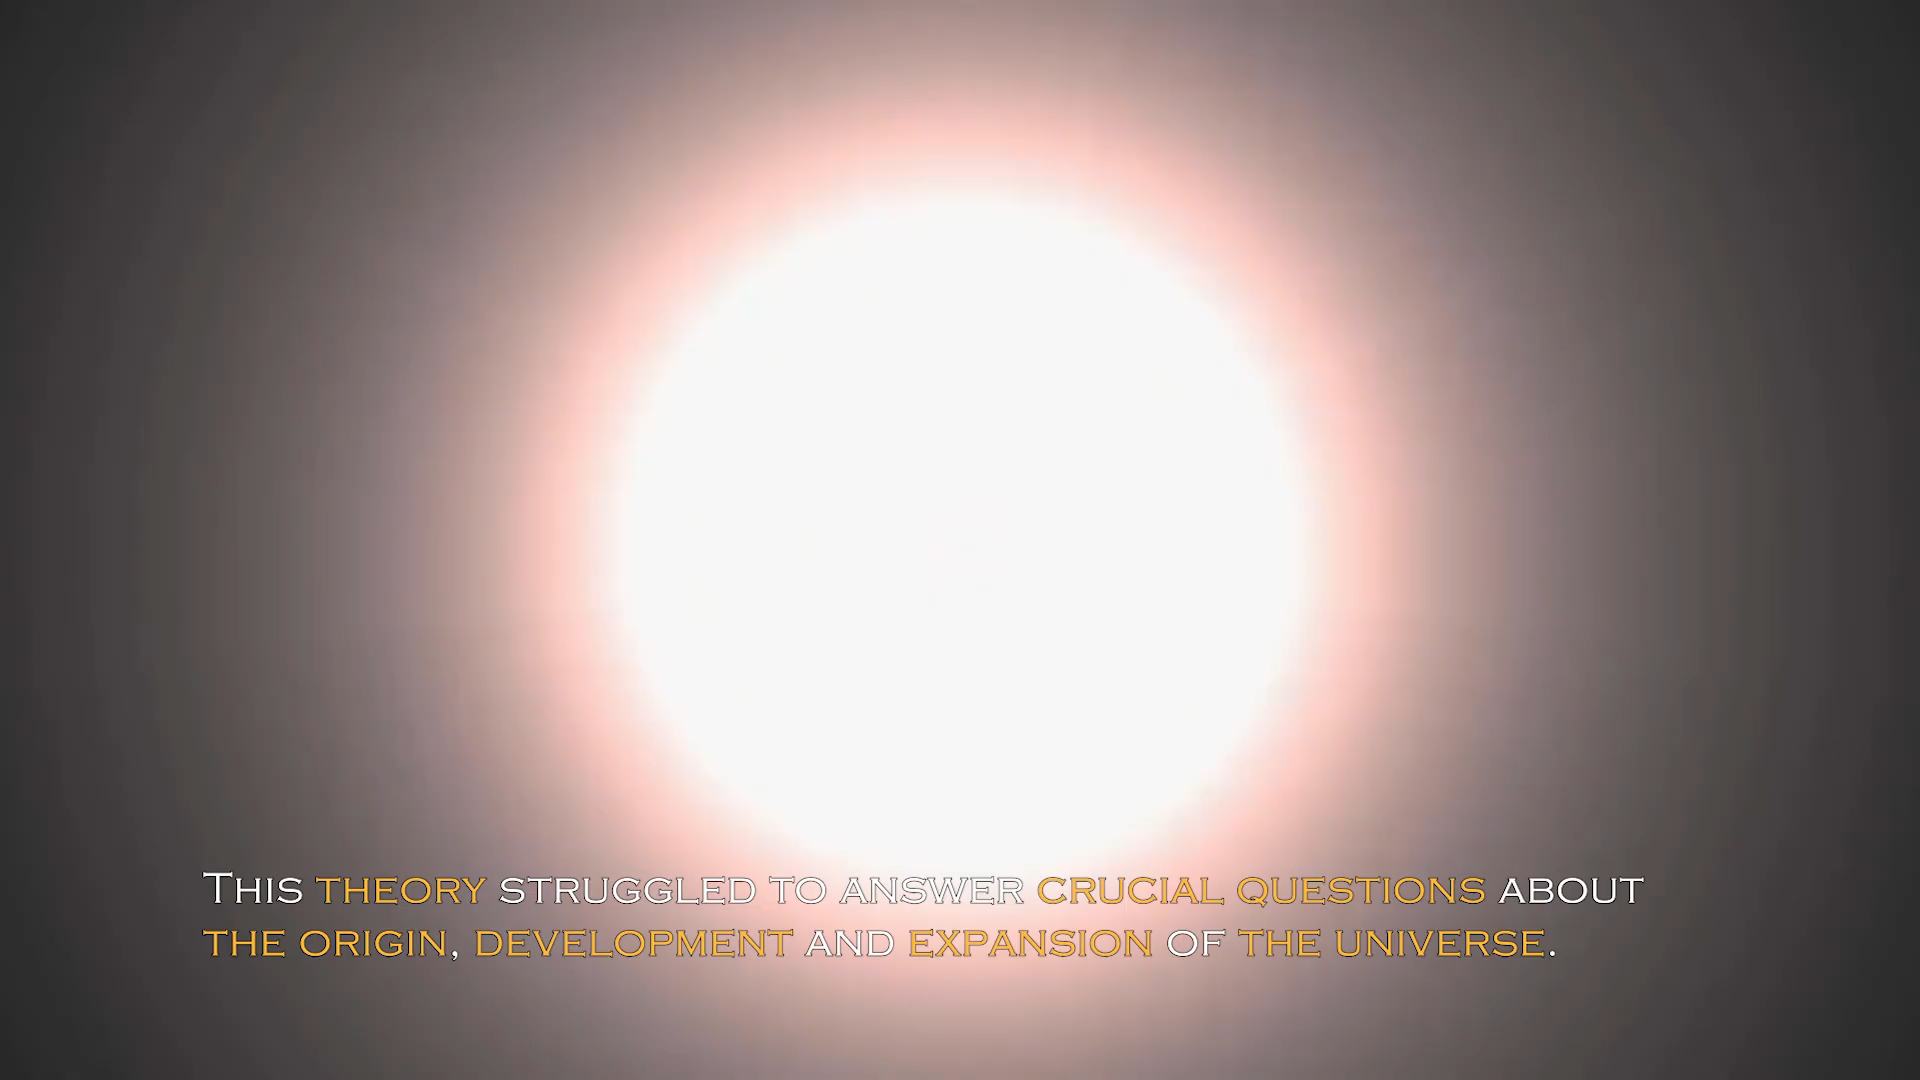 This theory struggled to answer crucial questions about
the origin, development and expansion of the universe.